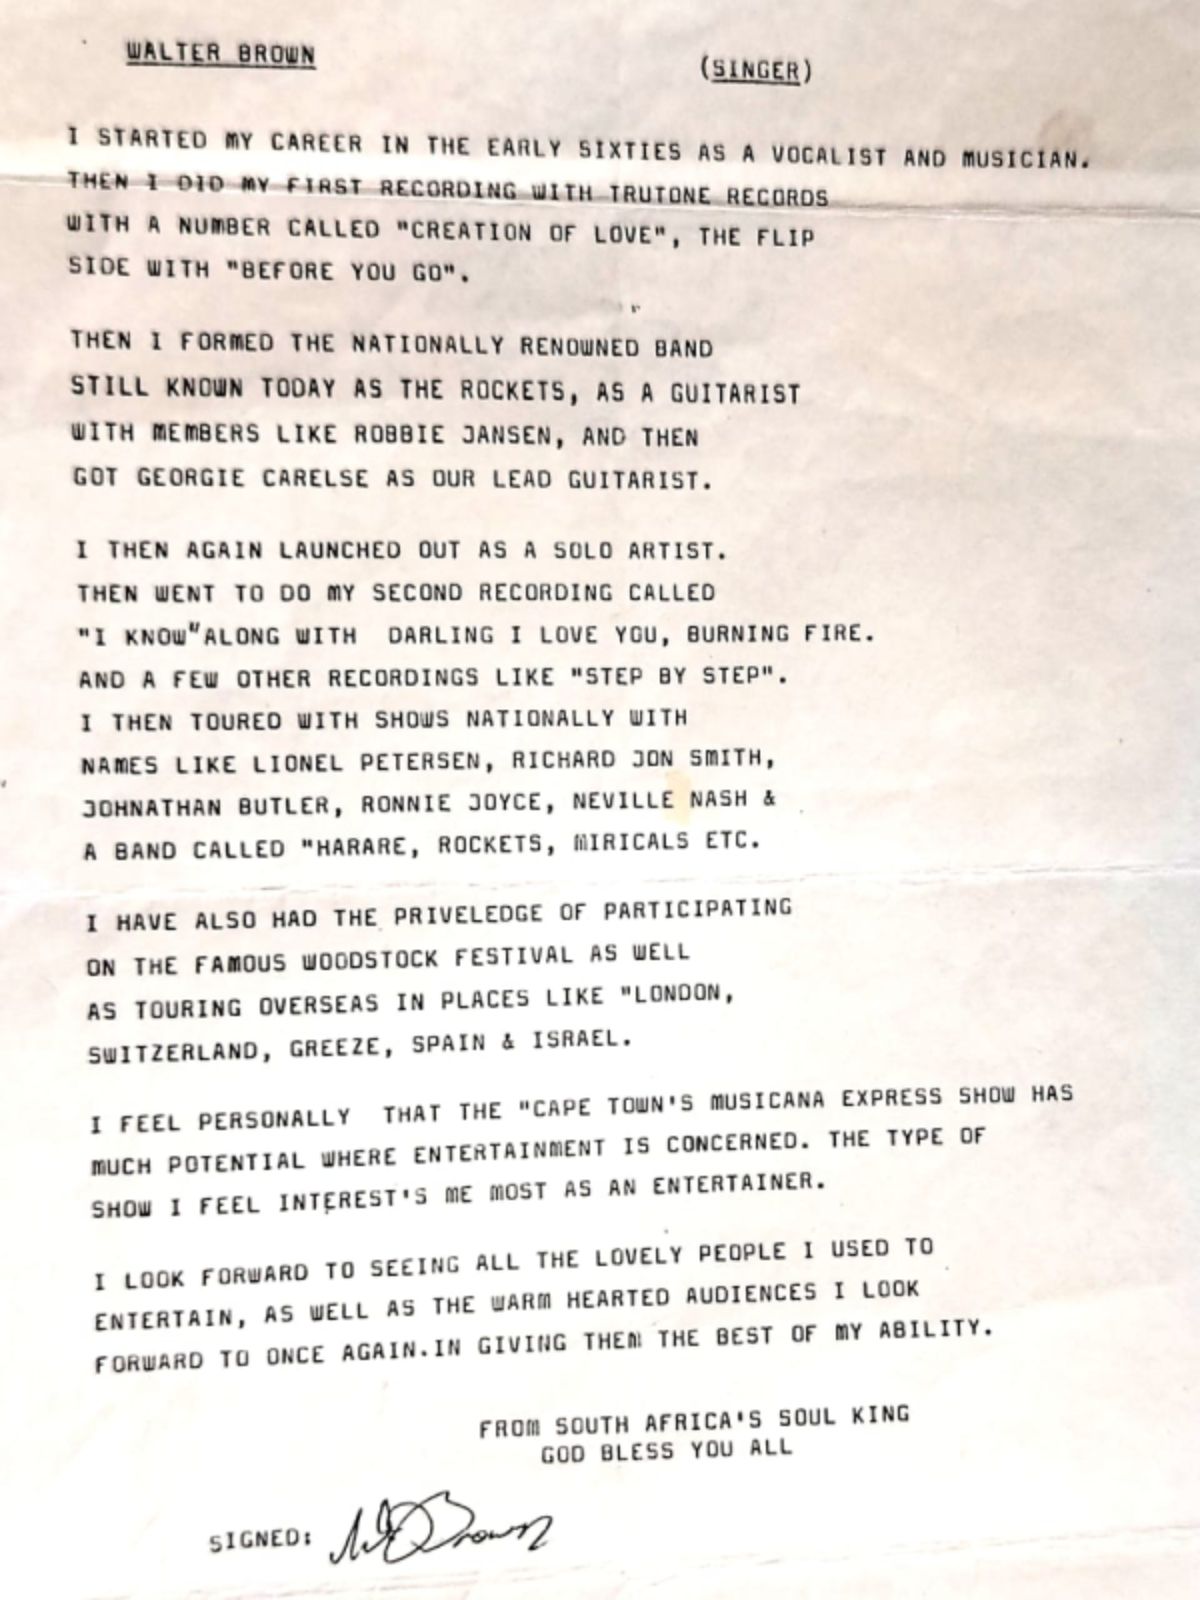 WALTER BROWN (SINGER)
I STARTED MY CAREER IN THE EARLY SIXTIES AS A VOCALIST AND MUSICIAN.
THEN I DID MY FIRST RECORDING WITH TRUTONE RECORDS
WITH A NUMBER CALLED "CREATION OF LOVE", THE FLIP
SIDE WITH "BEFORE YOU GO".
THEN I FORMED THE NATIONALLY RENOWNED BAND
STILL KNOWN TODAY AS THE ROCKETS, AS A GUITARIST
WITH MEMBERS LIKE ROBBIE JANSEN, AND THEN
GOT GEORGIE CARELSE AS OUR LEAD GUITARIST.
I THEN AGAIN LAUNCHED OUT AS A SOLO ARTIST.
THEN WENT TO DO MY SECOND RECORDING CALLED
"I KNOW"ALONG WITH  DARLING I LOVE YOU, BURNING FIRE.
AND A FEW OTHER RECORDINGS LIKE "STEP BY STEP".
I THEN TOURED WITH SHOWS NATIONALLY WITH
NAMES LIKE LIONEL PETERSEN, RICHARD JON SMITH,
JOHNATHAN BUTLER, RONNIE JOYCE, NEVILLE NASH &
A BAND CALLED "HARARE, ROCKETS, MIRICALS ETC.
I HAVE ALSO HAD THE PRIVELEDGE OF PARTICIPATING
ON THE FAMOUS WOODSTOCK FESTIVAL AS WELL
AS TOURING OVERSEAS IN PLACES LIKE "LONDON,
SWITZERLAND, GREEZE, SPAIN & ISRAEL.
I FEEL PERSONALLY  THAT THE "CAPE TOWN'S MUSICANA EXPRESS SHOW HAS
MUCH POTENTIAL WHERE ENTERTAINMENT IS CONCERNED. THE TYPE OF
SHOW I FEEL INTEREST'S ME MOST AS AN ENTERTAINER.
I LOOK FORWARD TO SEEING ALL THE LOVELY PEOPLE I USED TO
ENTERTAIN, AS WELL AS THE WARM HEARTED AUDIENCES I LOOK
FORWARD TO ONCE AGAIN.IN GIVING THEM THE BEST OF MY ABILITY.
FROM SOUTH AFRICA'S SOUL KING
GOD BLESS YOU ALL
SIGNED: Brown